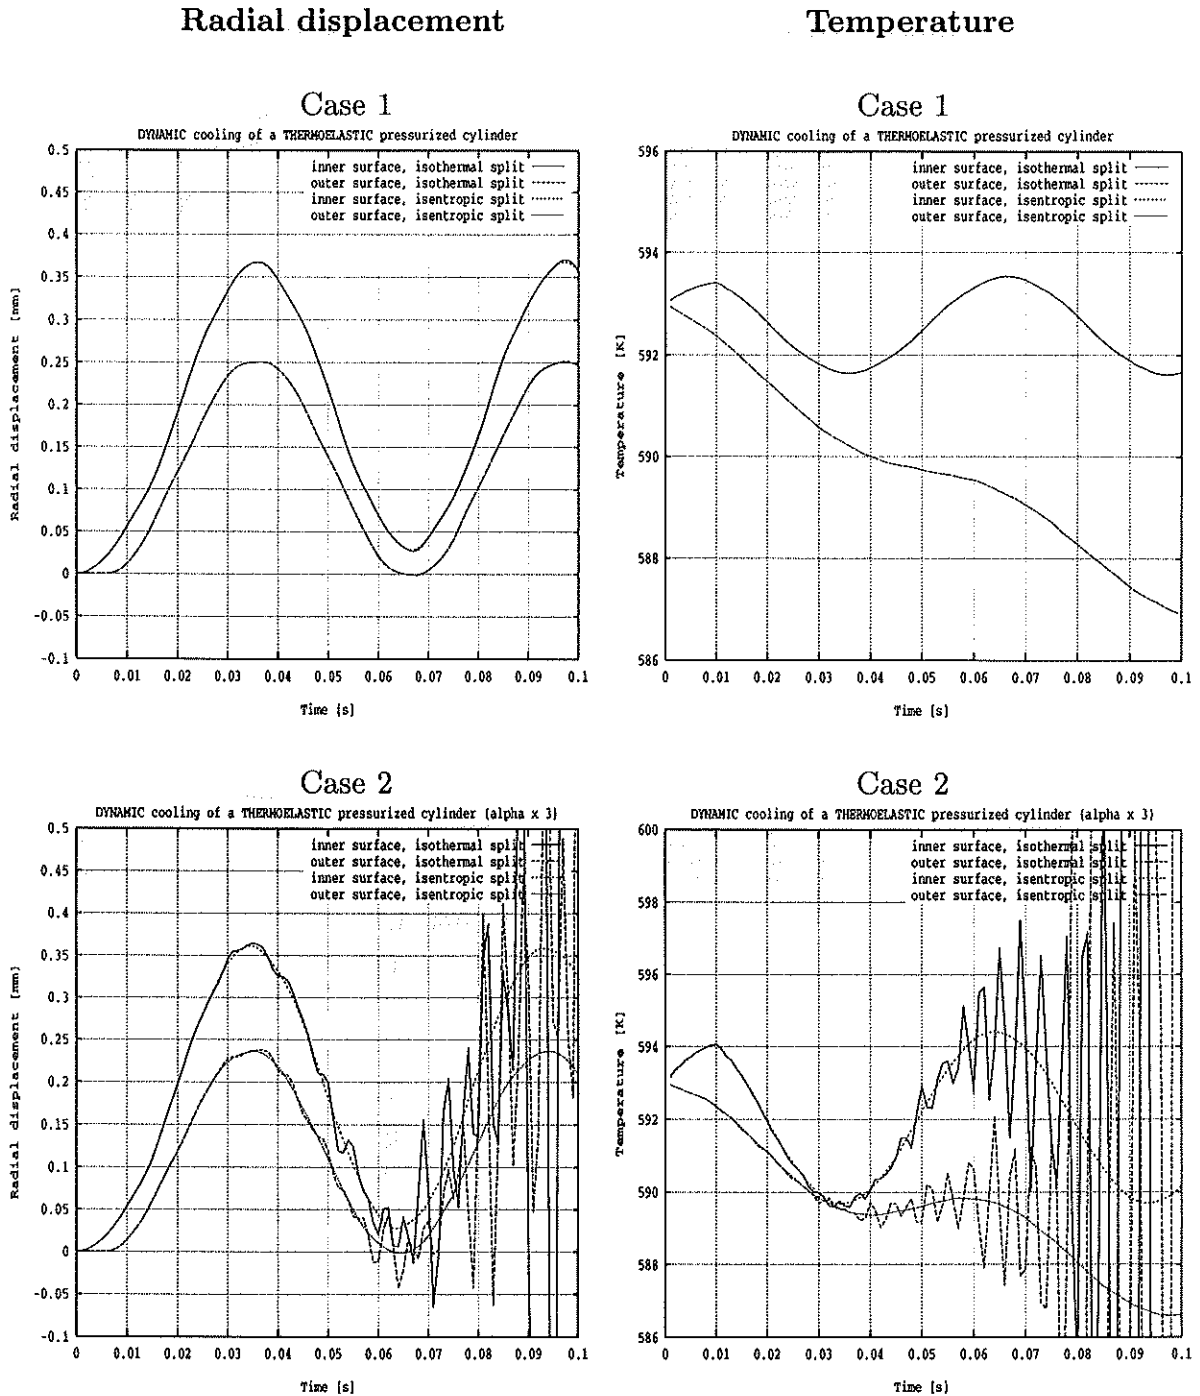 Radial displacement
Temperature
Case 1
DYNAMIC cooling of a THERMOELASTIC pressurized cylinder
inner surface, isothermal split
outer surface, isothermal split
inner surface, isentropic split
outer surface, isentropic split
0.5
0.45
0.4
0.35
0.3
0.25
0.2
0.15
0.1
0.05
0
-0.05
-0.1
Radial displacement [mm]
0 0.01 0.02 0.03 0.04 0.05 0.06 0.07 0.08 0.09 0.1
Time [s]
Case 1
DYNAMIC cooling of a THERMOELASTIC pressurized cylinder
inner surface, isothermal split
outer surface, isothermal split
inner surface, isentropic split
outer surface, isentropic split
596
594
592
590
588
586
Temperature [K]
0 0.01 0.02 0.03 0.04 0.05 0.06 0.07 0.08 0.09 0.1
Time [s]
Case 2
DYNAMIC cooling of a THERMOELASTIC pressurized cylinder (alpha x 3)
inner surface, isothermal split
outer surface, isothermal split
inner surface, isentropic split
outer surface, isentropic split
0.5
0.45
0.4
0.35
0.3
0.25
0.2
0.15
0.1
0.05
0
-0.05
-0.1
Radial displacement [mm]
0 0.01 0.02 0.03 0.04 0.05 0.06 0.07 0.08 0.09 0.1
Time [s]
Case 2
DYNAMIC cooling of a THERMOELASTIC pressurized cylinder (alpha x 3)
inner surface, isothermal split
outer surface, isothermal split
inner surface, isentropic split
outer surface, isentropic split
600
598
596
594
592
590
588
586
Temperature [K]
0 0.01 0.02 0.03 0.04 0.05 0.06 0.07 0.08 0.09 0.1
Time [s]